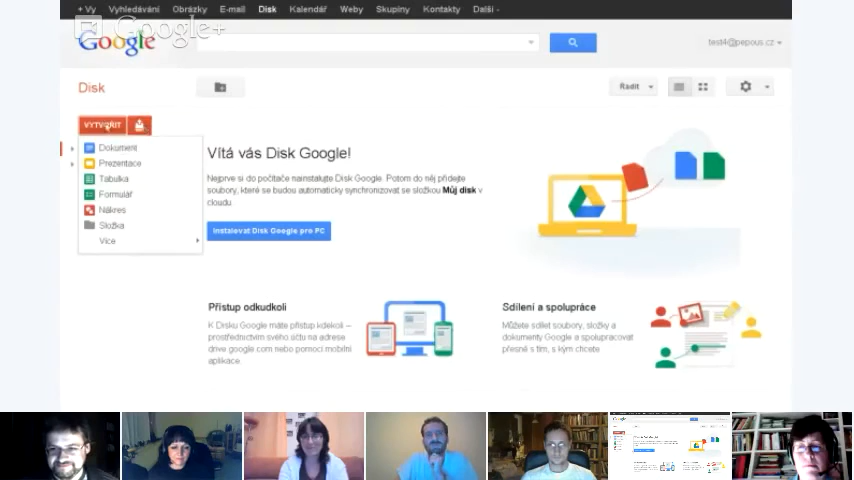 + Vy Vyhledávání Obrázky E-mail Disk Kalendář Weby Skupiny Kontakty Další
Google+
Google
test4@pepous.cz
Disk
Řadit
VYTVOŘIT
Dokument
Prezentace
Tabulka
Formulář
Nákres
Složka
Více
Vítá vás Disk Google!
Nejprve si do počítače nainstalujte Disk Google. Potom do něj přidejte
soubory, které se budou automaticky synchronizovat se složkou Můj disk v
cloudu.
Instalovat Disk Google pro PC
Přístup odkudkoli
K Disku Google máte přístup kdekoli –
prostřednictvím svého účtu na adrese
drive.google.com nebo pomocí mobilní
aplikace.
Sdílení a spolupráce
Můžete sdílet soubory, složky a
dokumenty Google a spolupracovat
přesně s tím, s kým chcete